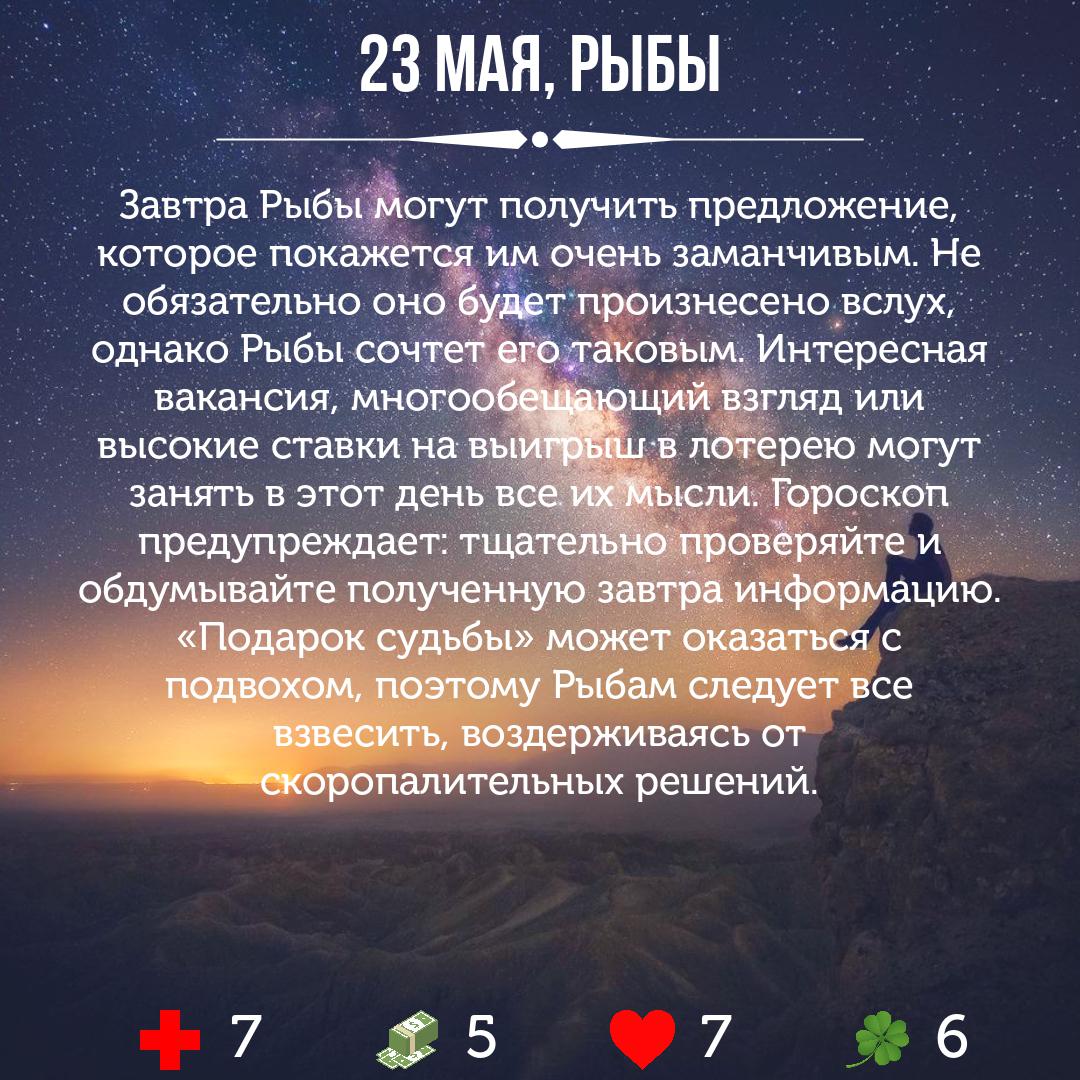 23 МАЯ, РЫБЫ
Завтра Рыбы могут получить предложение,
которое покажется им очень заманчивым. Не
обязательно оно будет произнесено вслух,
однако Рыбы сочтет его таковым. Интересная
вакансия, многообещающий взгляд или
высокие ставки на выигрыш в лотерею могут
занять в этот день все их мысли. Гороскоп
предупреждает: тщательно проверяйте и
обдумывайте полученную завтра информацию.
«Подарок судьбы» может оказаться с
подвохом, поэтому Рыбам следует все
взвесить, воздерживаясь от
скоропалительных решений.
7 5 7 6